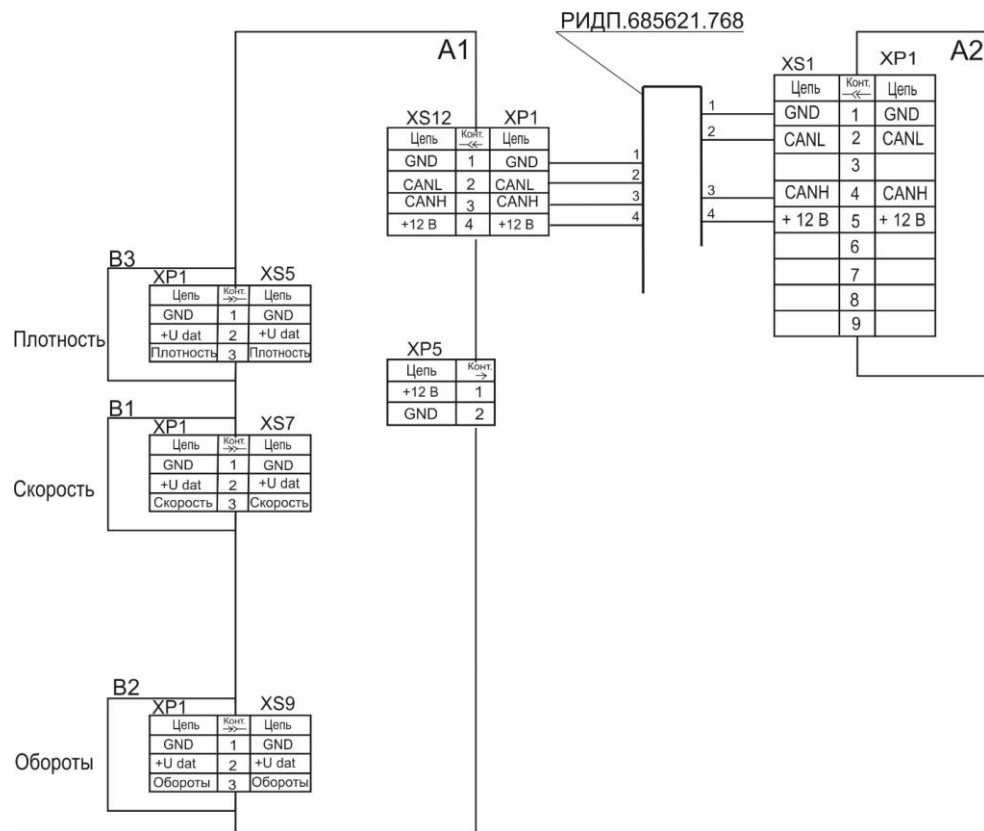 РИДП.685621.768
A1
XS12 XP1
Цепь Конт. Цепь
GND 1 GND
CANL 2 CANL
CANH 3 CANH
+12 В 4 +12 В
1
2
3
4
1
2
3
4
A2
XS1 XP1
Цепь Конт. Цепь
GND 1 GND
CANL 2 CANL
3
CANH 4 CANH
+ 12 В 5 + 12 В
6
7
8
9
B3
Плотность
XP1 XS5
Цепь Конт. Цепь
GND 1 GND
+U dat 2 +U dat
Плотность 3 Плотность
XP5
Цепь Конт.
+12 В 1
GND 2
B1
Скорость
XP1 XS7
Цепь Конт. Цепь
GND 1 GND
+U dat 2 +U dat
Скорость 3 Скорость
B2
Обороты
XP1 XS9
Цепь Конт. Цепь
GND 1 GND
+U dat 2 +U dat
Обороты 3 Обороты